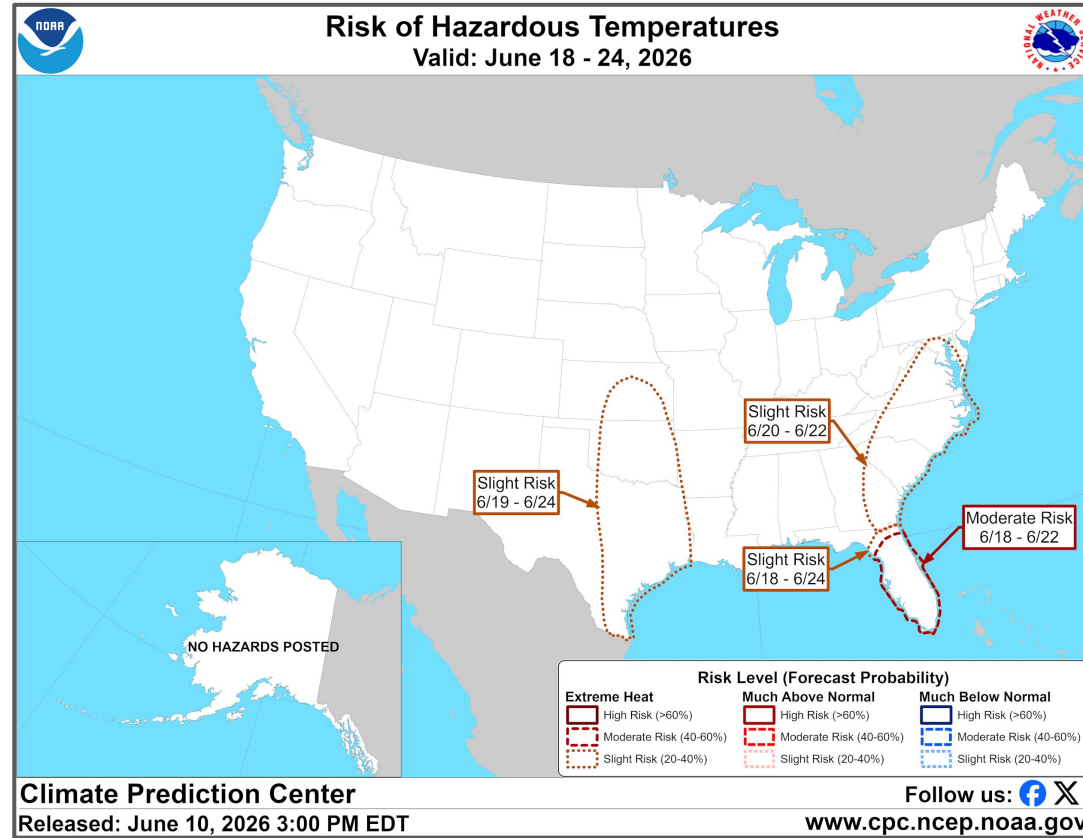 NOAA
Risk of Hazardous Temperatures
Valid: June 18 - 24, 2026
NATIONAL WEATHER SERVICE
Slight Risk
6/20 - 6/22
Slight Risk
6/19 - 6/24
Moderate Risk
6/18 - 6/22
Slight Risk
6/18 - 6/24
NO HAZARDS POSTED
Risk Level (Forecast Probability)
Extreme Heat Much Above Normal Much Below Normal
High Risk (>60%) High Risk (>60%) High Risk (>60%)
Moderate Risk (40-60%) Moderate Risk (40-60%) Moderate Risk (40-60%)
Slight Risk (20-40%) Slight Risk (20-40%) Slight Risk (20-40%)
Climate Prediction Center Follow us:
Released: June 10, 2026 3:00 PM EDT www.cpc.ncep.noaa.gov